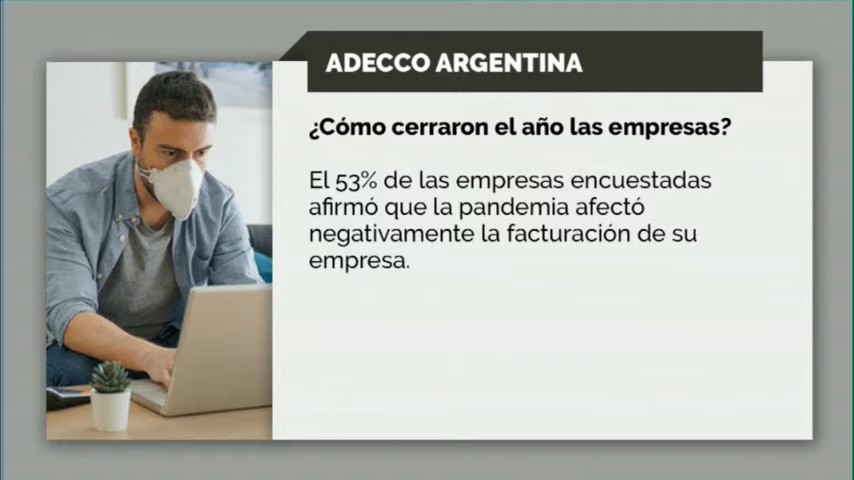 ADECCO ARGENTINA
¿Cómo cerraron el año las empresas?
El 53% de las empresas encuestadas
afirmó que la pandemia afectó
negativamente la facturación de su
empresa.